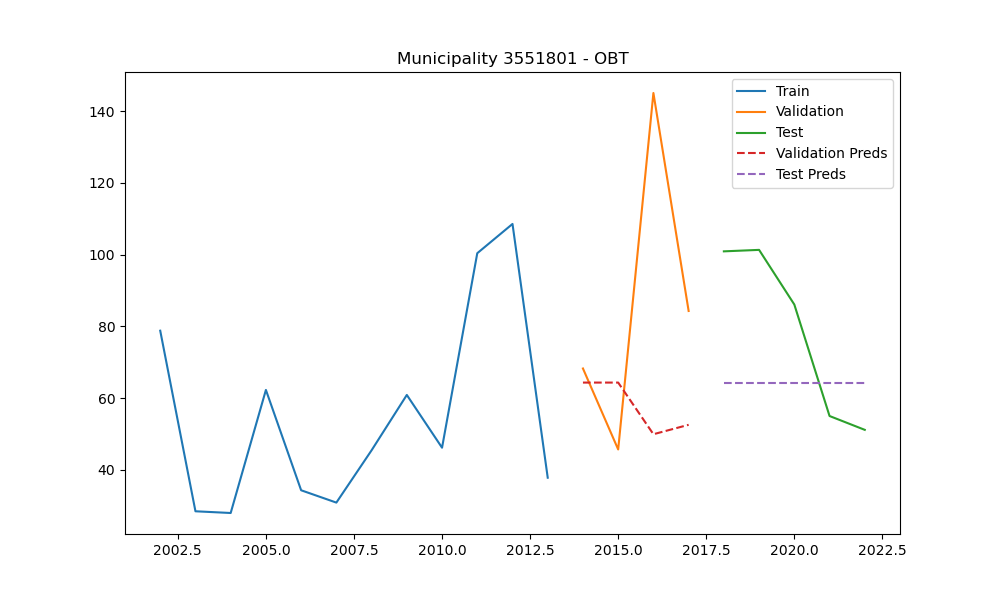 Municipality 3551801 - OBT
Train
Validation
Test
Validation Preds
Test Preds
140
120
100
80
60
40
2002.5 2005.0 2007.5 2010.0 2012.5 2015.0 2017.5 2020.0 2022.5